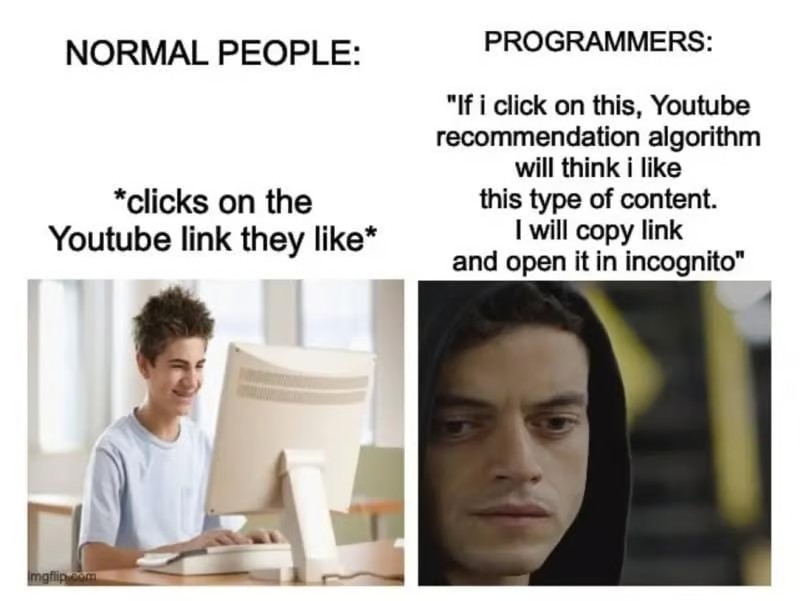 NORMAL PEOPLE:
*clicks on the
Youtube link they like*
PROGRAMMERS:
"If i click on this, Youtube
recommendation algorithm
will think i like
this type of content.
I will copy link
and open it in incognito"
imgflip.com